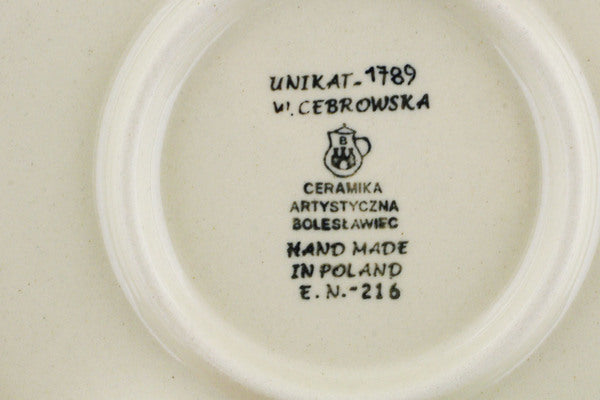 UNIKAT-1789
W.CEBROWSKA
B
CERAMIKA
ARTYSTYCZNA
BOLESŁAWIEC
HAND MADE
IN POLAND
E.N.-216